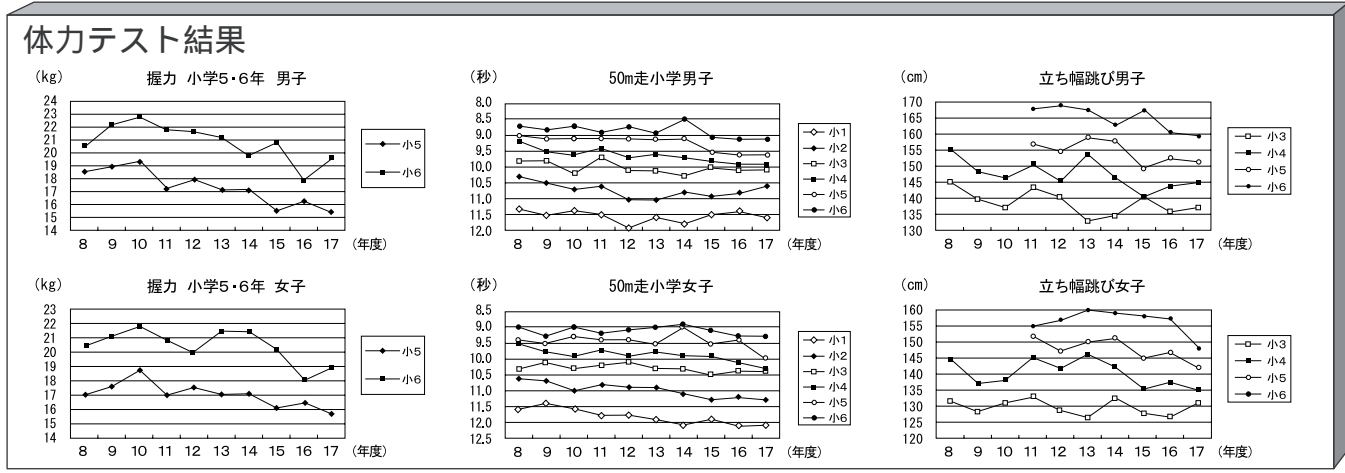 体力テスト結果
(kg) 握力 小学5・6年 男子
24
23
22
21
20
19
18
17
16
15
14
8 9 10 11 12 13 14 15 16 17 (年度)
小5
小6
(秒) 50m走小学男子
8.0
8.5
9.0
9.5
10.0
10.5
11.0
11.5
12.0
8 9 10 11 12 13 14 15 16 17 (年度)
小1
小2
小3
小4
小5
小6
(cm) 立ち幅跳び男子
170
165
160
155
150
145
140
135
130
8 9 10 11 12 13 14 15 16 17 (年度)
小3
小4
小5
小6
(kg) 握力 小学5・6年 女子
23
22
21
20
19
18
17
16
15
14
8 9 10 11 12 13 14 15 16 17 (年度)
小5
小6
(秒) 50m走小学女子
8.5
9.0
9.5
10.0
10.5
11.0
11.5
12.0
12.5
8 9 10 11 12 13 14 15 16 17 (年度)
小1
小2
小3
小4
小5
小6
(cm) 立ち幅跳び女子
160
155
150
145
140
135
130
125
120
8 9 10 11 12 13 14 15 16 17 (年度)
小3
小4
小5
小6